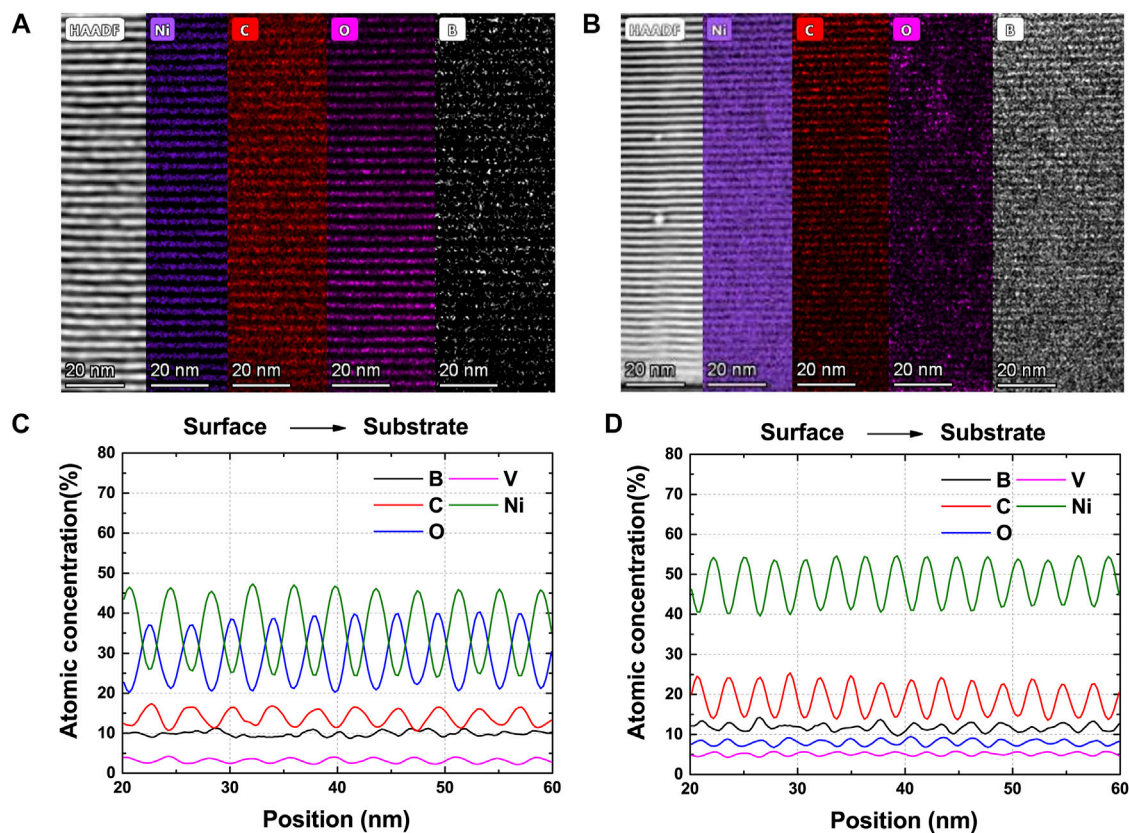 A
HAADF Ni C O B
20 nm 20 nm 20 nm 20 nm 20 nm
B
HAADF Ni C O B
20 nm 20 nm 20 nm 20 nm 20 nm
C
Surface → Substrate
Atomic concentration(%)
80
70
60
50
40
30
20
10
0
B V
C Ni
O
20 30 40 50 60
Position (nm)
D
Surface → Substrate
Atomic concentration(%)
80
70
60
50
40
30
20
10
0
B V
C Ni
O
20 30 40 50 60
Position (nm)